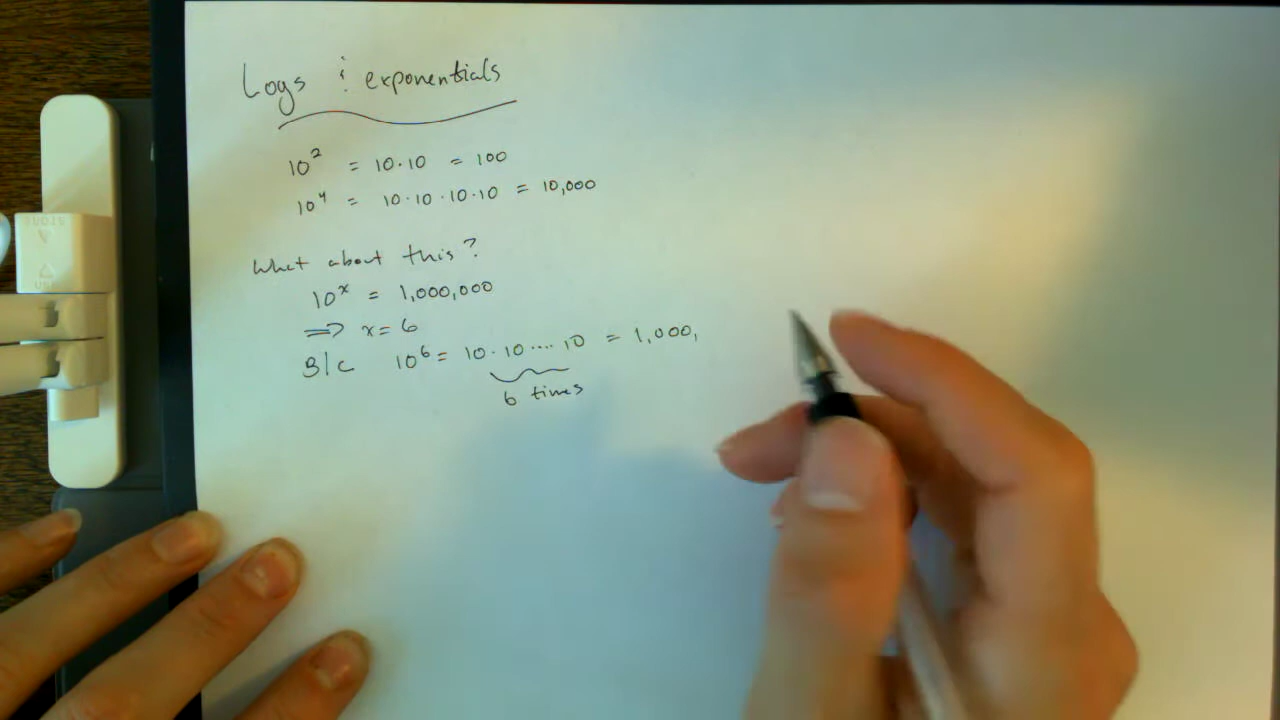 Logs & exponentials
10² = 10·10 = 100
10⁴ = 10·10·10·10 = 10,000
What about this?
10ˣ = 1,000,000
⟹ x=6
B/c 10⁶ = 10·10····10 = 1,000,
6 times